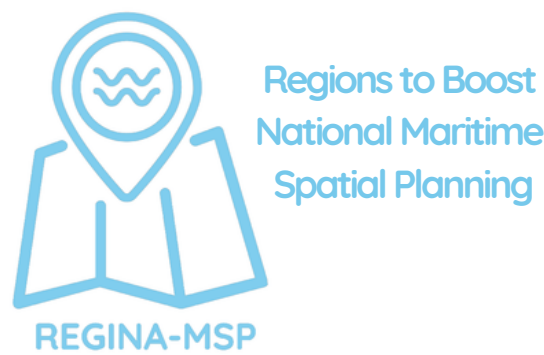 Regions to Boost
National Maritime
Spatial Planning
REGINA-MSP